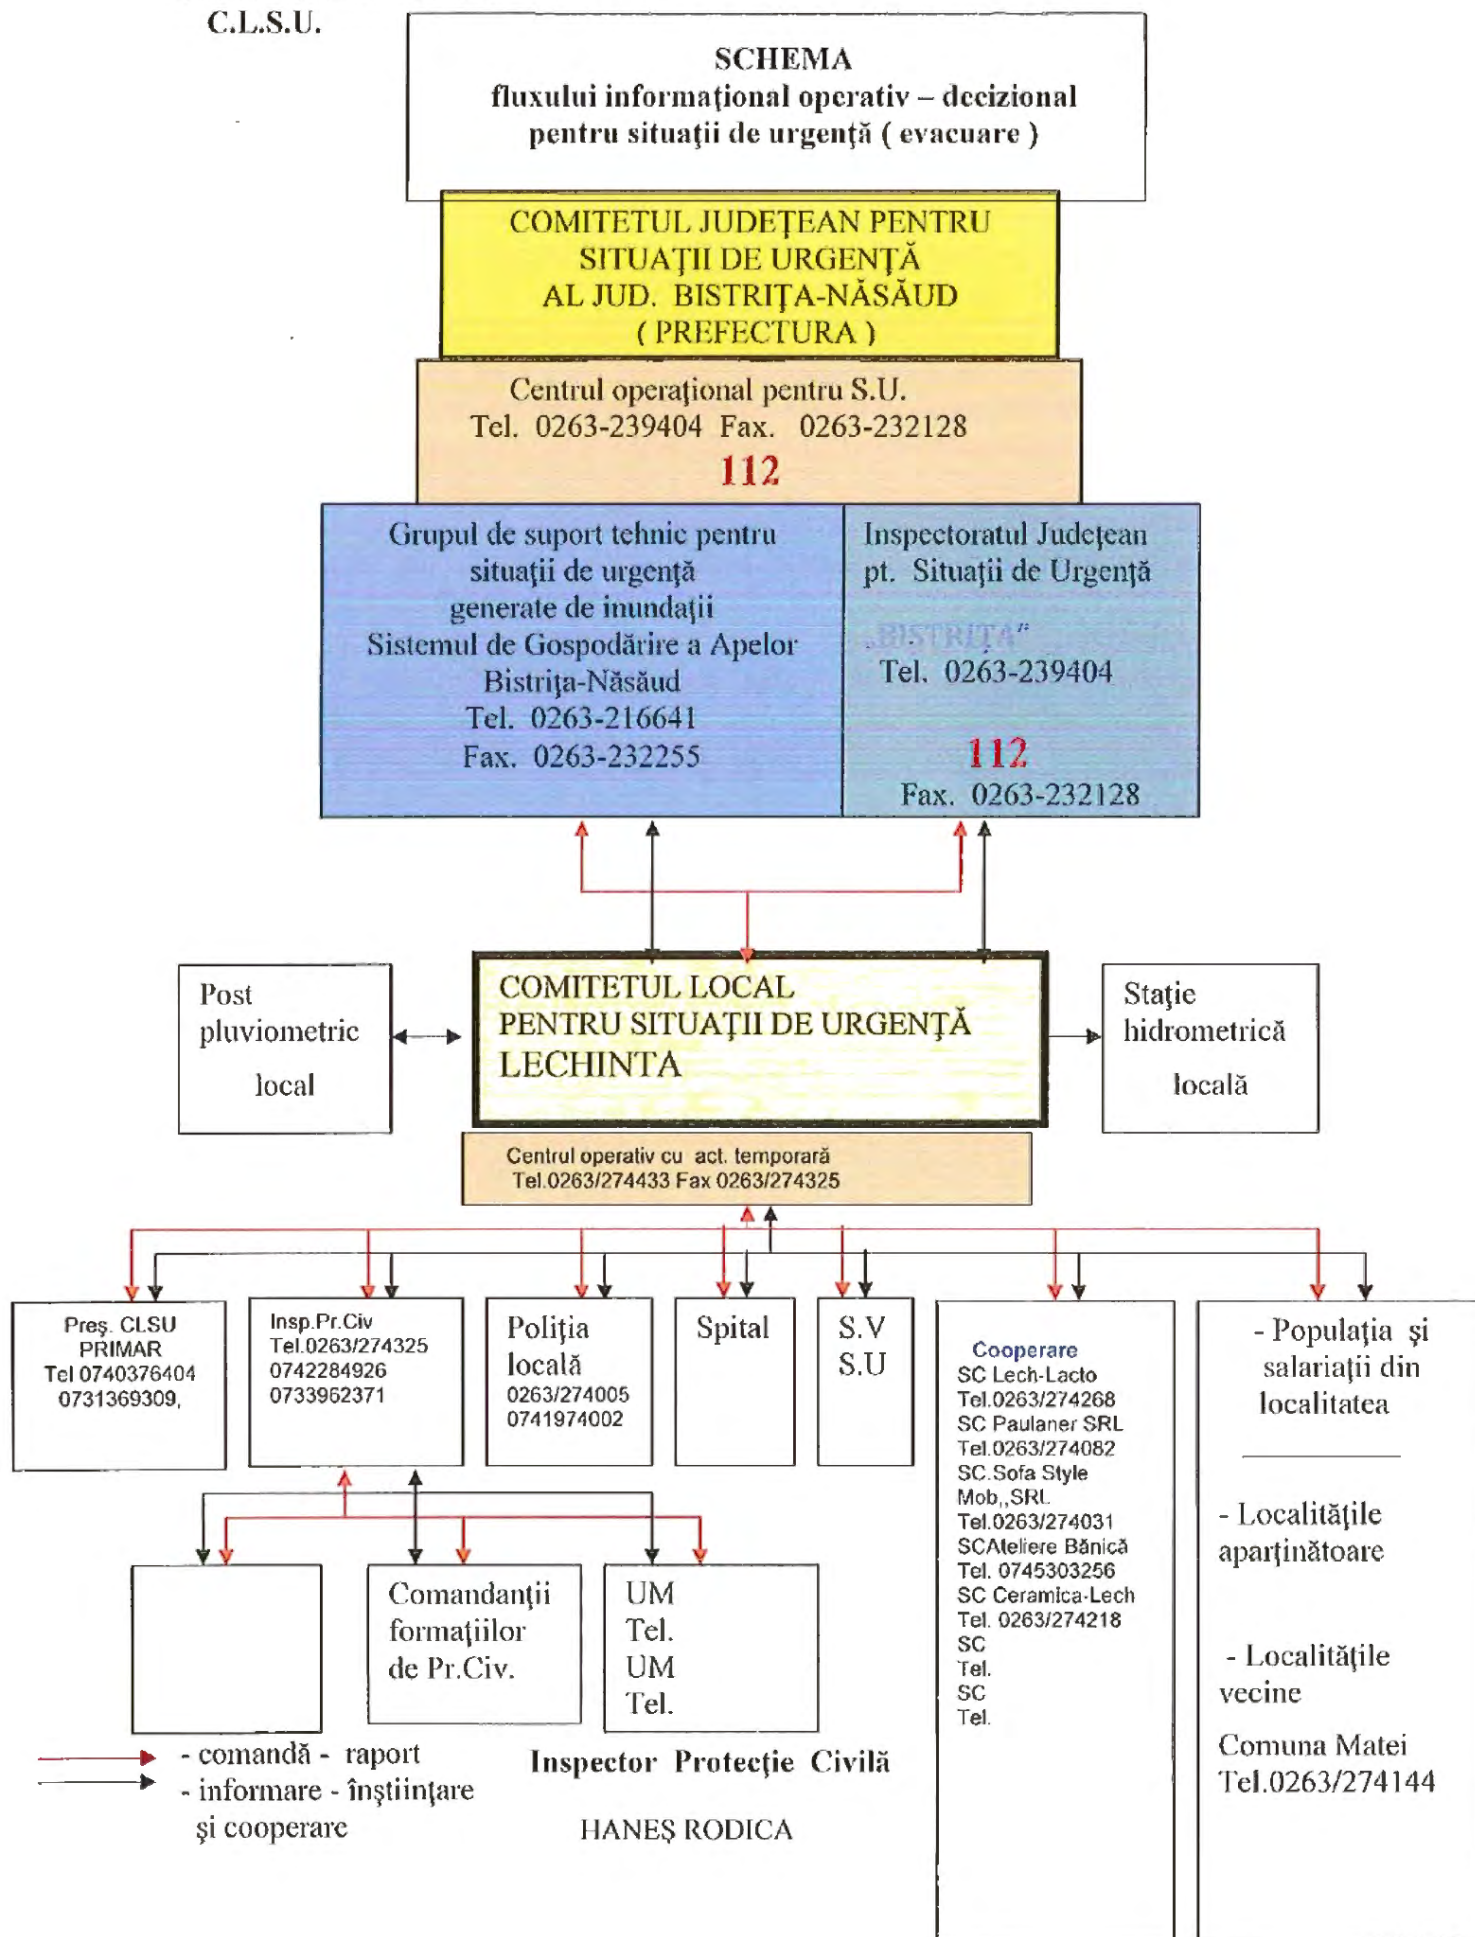 C.L.S.U.
SCHEMA
fluxului informaţional operativ – decizional
pentru situaţii de urgenţă ( evacuare )
COMITETUL JUDEŢEAN PENTRU
SITUAŢII DE URGENŢĂ
AL JUD. BISTRIŢA-NĂSĂUD
( PREFECTURA )
Centrul operaţional pentru S.U.
Tel. 0263-239404 Fax. 0263-232128
112
Grupul de suport tehnic pentru
situaţii de urgenţă
generate de inundaţii
Sistemul de Gospodărire a Apelor
Bistriţa-Năsăud
Tel. 0263-216641
Fax. 0263-232255
Inspectoratul Judeţean
pt. Situaţii de Urgenţă
„BISTRIŢA"
Tel. 0263-239404
112
Fax. 0263-232128
Post
pluviometric
local
COMITETUL LOCAL
PENTRU SITUAŢII DE URGENŢĂ
LECHINTA
Staţie
hidrometrică
locală
Centrul operativ cu act. temporară
Tel.0263/274433 Fax 0263/274325
Preş. CLSU
PRIMAR
Tel 0740376404
0731369309,
Insp.Pr.Civ
Tel.0263/274325
0742284926
0733962371
Poliţia
locală
0263/274005
0741974002
Spital
S.V
S.U
Cooperare
SC Lech-Lacto
Tel.0263/274268
SC Paulaner SRL
Tel.0263/274082
SC.Sofa Style
Mob,,SRL
Tel.0263/274031
SCAteliere Bănică
Tel. 0745303256
SC Ceramica-Lech
Tel. 0263/274218
SC
Tel.
SC
Tel.
- Populaţia şi
salariaţii din
localitatea
- Localităţile
aparţinătoare
- Localităţile
vecine
Comuna Matei
Tel.0263/274144
Comandanţii
formaţiilor
de Pr.Civ.
UM
Tel.
UM
Tel.
- comandă - raport
- informare - înştiinţare
şi cooperare
Inspector Protecţie Civilă
HANEŞ RODICA